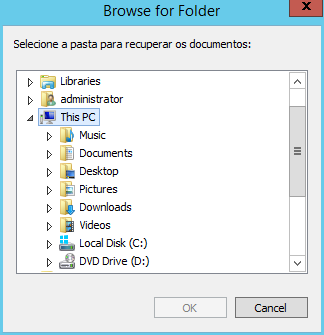 Browse for Folder
Selecione a pasta para recuperar os documentos:
Libraries
administrator
This PC
Music
Documents
Desktop
Pictures
Downloads
Videos
Local Disk (C:)
DVD Drive (D:)
OK
Cancel